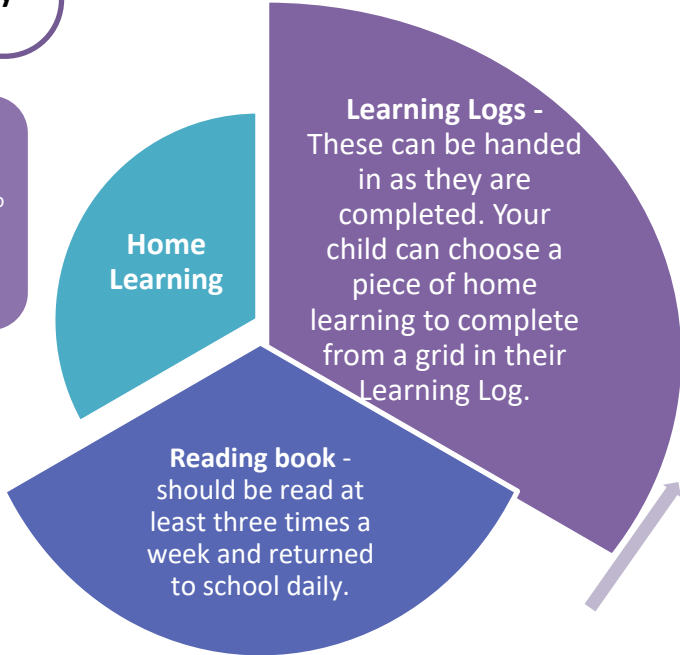 Home
Learning
Learning Logs -
These can be handed
in as they are
completed. Your
child can choose a
piece of home
learning to complete
from a grid in their
Learning Log.
Reading book -
should be read at
least three times a
week and returned
to school daily.